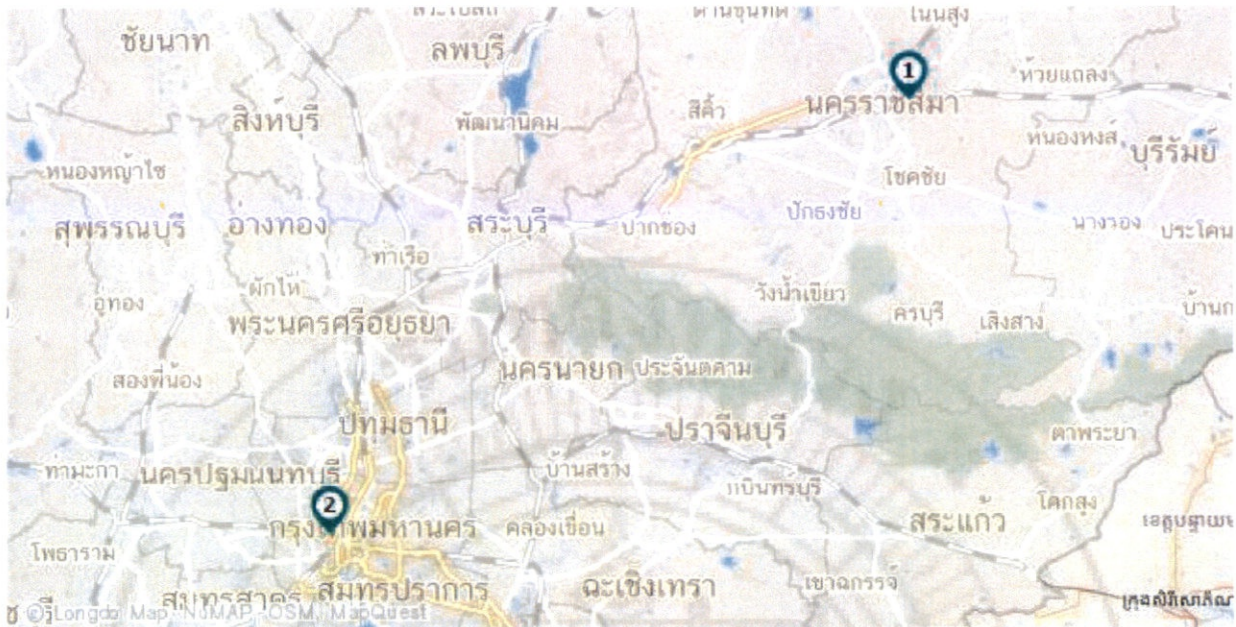 ชัยนาท
ลพบุรี
ด่านขุนทด
โนนสูง
1
ห้วยแถลง
นครราชสีมา
สีคิ้ว
สิงห์บุรี
พัฒนานิคม
หนองหงส์
บุรีรัมย์
หนองหญ้าไซ
โชคชัย
ปักธงชัย
สุพรรณบุรี
อ่างทอง
สระบุรี
ปากช่อง
นางรอง
ประโคน
ท่าเรือ
ผักไห่
อู่ทอง
วังน้ำเขียว
ครบุรี
เสิงสาง
บ้านก
พระนครศรีอยุธยา
สองพี่น้อง
นครนายก
ประจันตคาม
ปทุมธานี
ปราจีนบุรี
ตาพระยา
ท่ามะกา
นครปฐม
นนทบุรี
บ้านสร้าง
กบินทร์บุรี
โคกสูง
2
กรุงเทพมหานคร
คลองเขื่อน
สระแก้ว
โพธาราม
สมุทรสาคร
สมุทรปราการ
ฉะเชิงเทรา
เขาฉกรรจ์
© Longdo Map, NuMAP, OSM, MapQuest